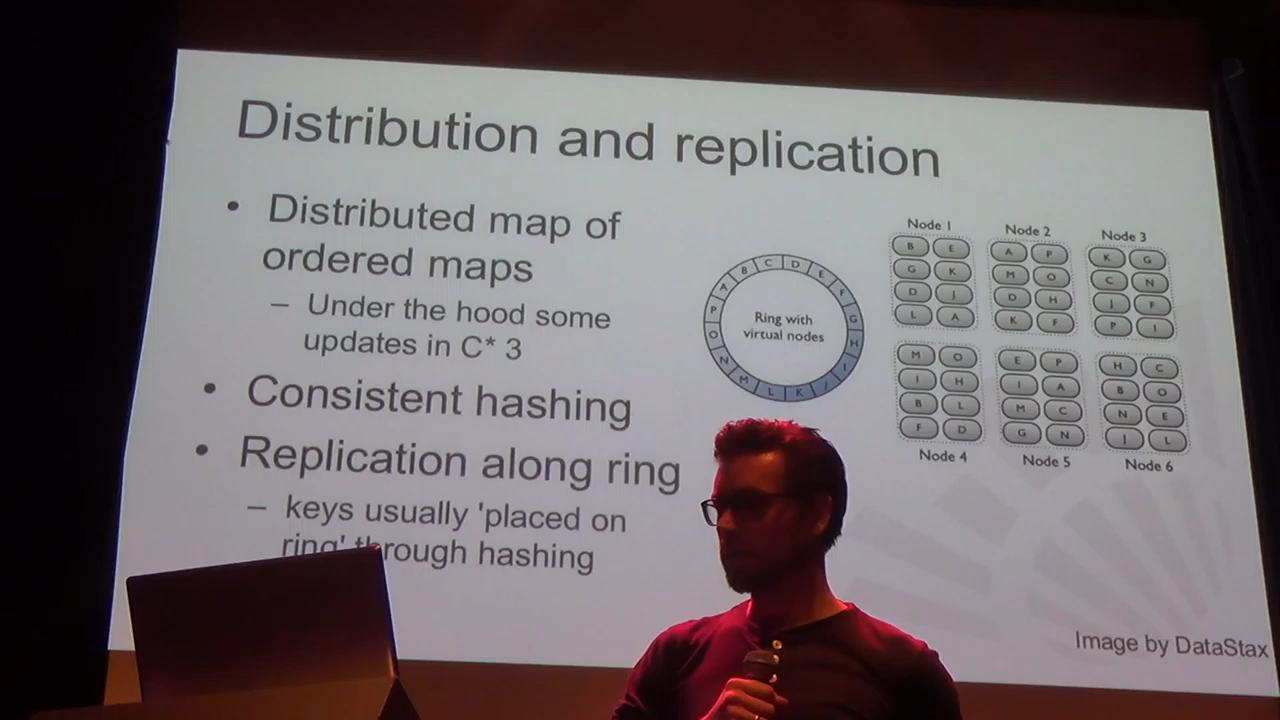 Distribution and replication
• Distributed map of
ordered maps
– Under the hood some
updates in C* 3
• Consistent hashing
• Replication along ring
– keys usually 'placed on
ring' through hashing
Ring with
virtual nodes
A B C D E F G H I J K L M N O P
Node 1
B E
G K
D J
L A
Node 2
A P
M O
D H
K F
Node 3
K G
C N
J F
P I
M O
I H
B L
F D
Node 4
E P
I A
M C
G N
Node 5
H C
B O
N E
J L
Node 6
Image by DataStax